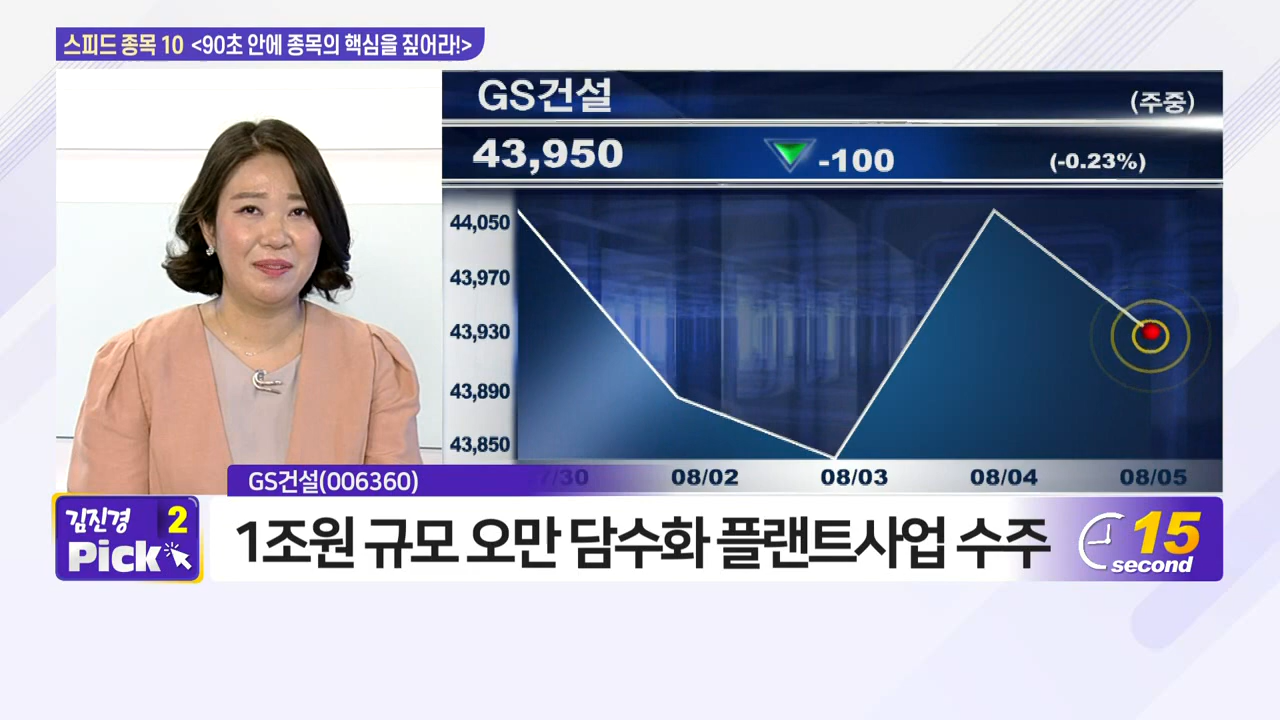 스피드 종목 10 <90초 안에 종목의 핵심을 짚어라!>
GS건설
(주중)
43,950
-100
(-0.23%)
44,050
43,970
43,930
43,890
43,850
7/30 08/02 08/03 08/04 08/05
GS건설(006360)
김진경 2
Pick
1조원 규모 오만 담수화 플랜트사업 수주
15
second